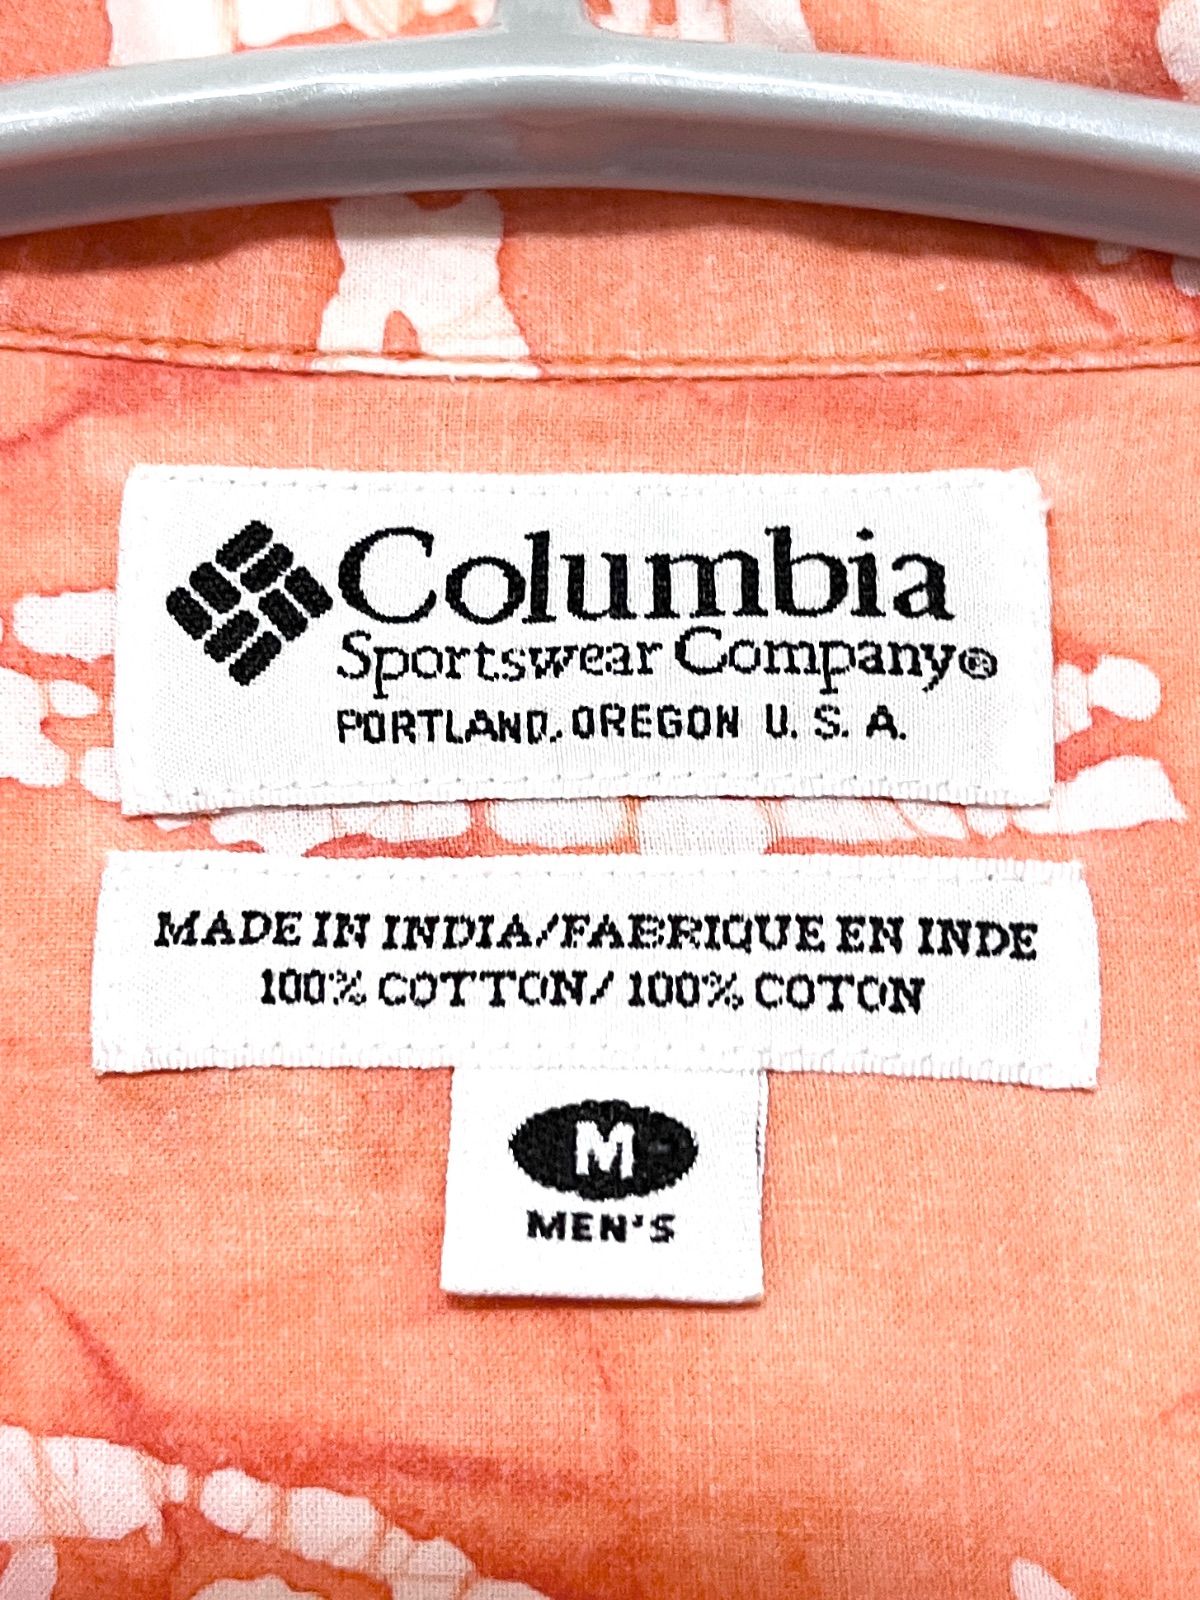 Columbia
Sportswear Company®
PORTLAND, OREGON U.S.A.
MADE IN INDIA/FABRIQUE EN INDE
100% COTTON/100% COTON
M
MEN'S